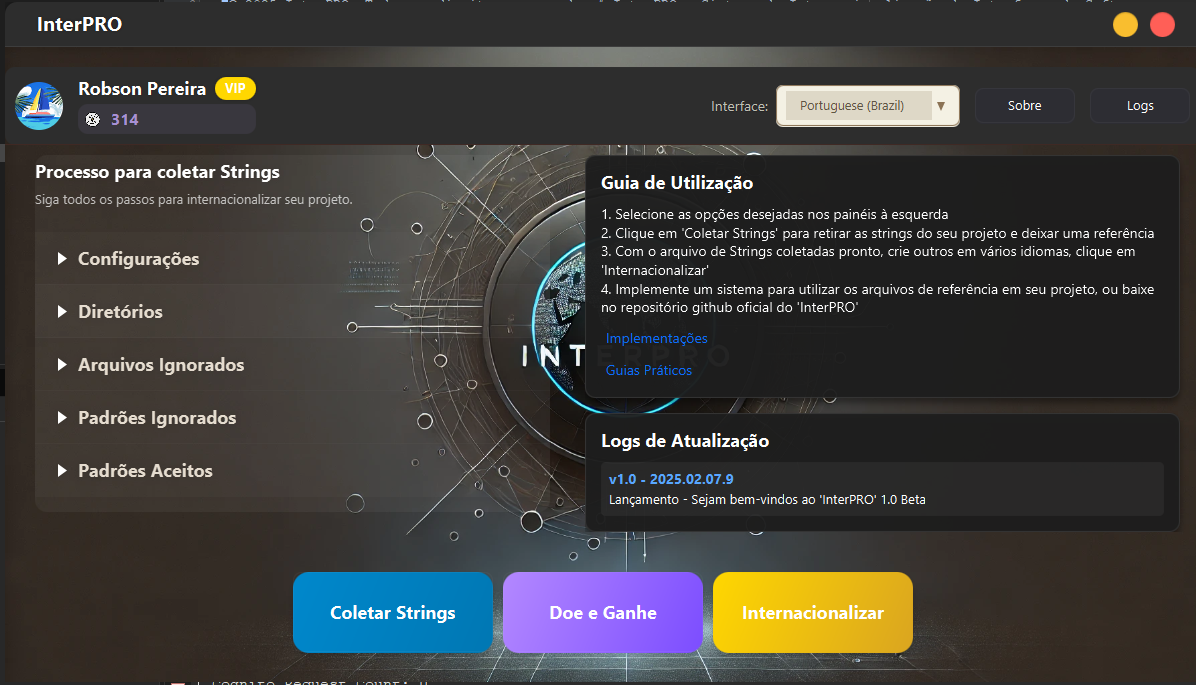 InterPRO
Robson Pereira VIP
314
Interface: Portuguese (Brazil)
Sobre
Logs
Processo para coletar Strings
Siga todos os passos para internacionalizar seu projeto.
Configurações
Diretórios
Arquivos Ignorados
Padrões Ignorados
Padrões Aceitos
Guia de Utilização
1. Selecione as opções desejadas nos painéis à esquerda
2. Clique em 'Coletar Strings' para retirar as strings do seu projeto e deixar uma referência
3. Com o arquivo de Strings coletadas pronto, crie outros em vários idiomas, clique em
'Internacionalizar'
4. Implemente um sistema para utilizar os arquivos de referência em seu projeto, ou baixe
no repositório github oficial do 'InterPRO'
Implementações
INTERPRO
Guias Práticos
Logs de Atualização
v1.0 - 2025.02.07.9
Lançamento - Sejam bem-vindos ao 'InterPRO' 1.0 Beta
Coletar Strings
Doe e Ganhe
Internacionalizar